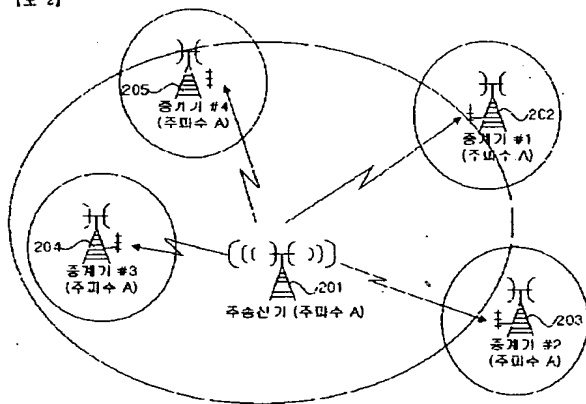 [도 2]
205
중계기 #4
(주파수 A)
202
중계기 #1
(주파수 A)
204
중계기 #3
(주파수 A)
201
주송신기 (주파수 A)
203
중계기 #2
(주파수 A)